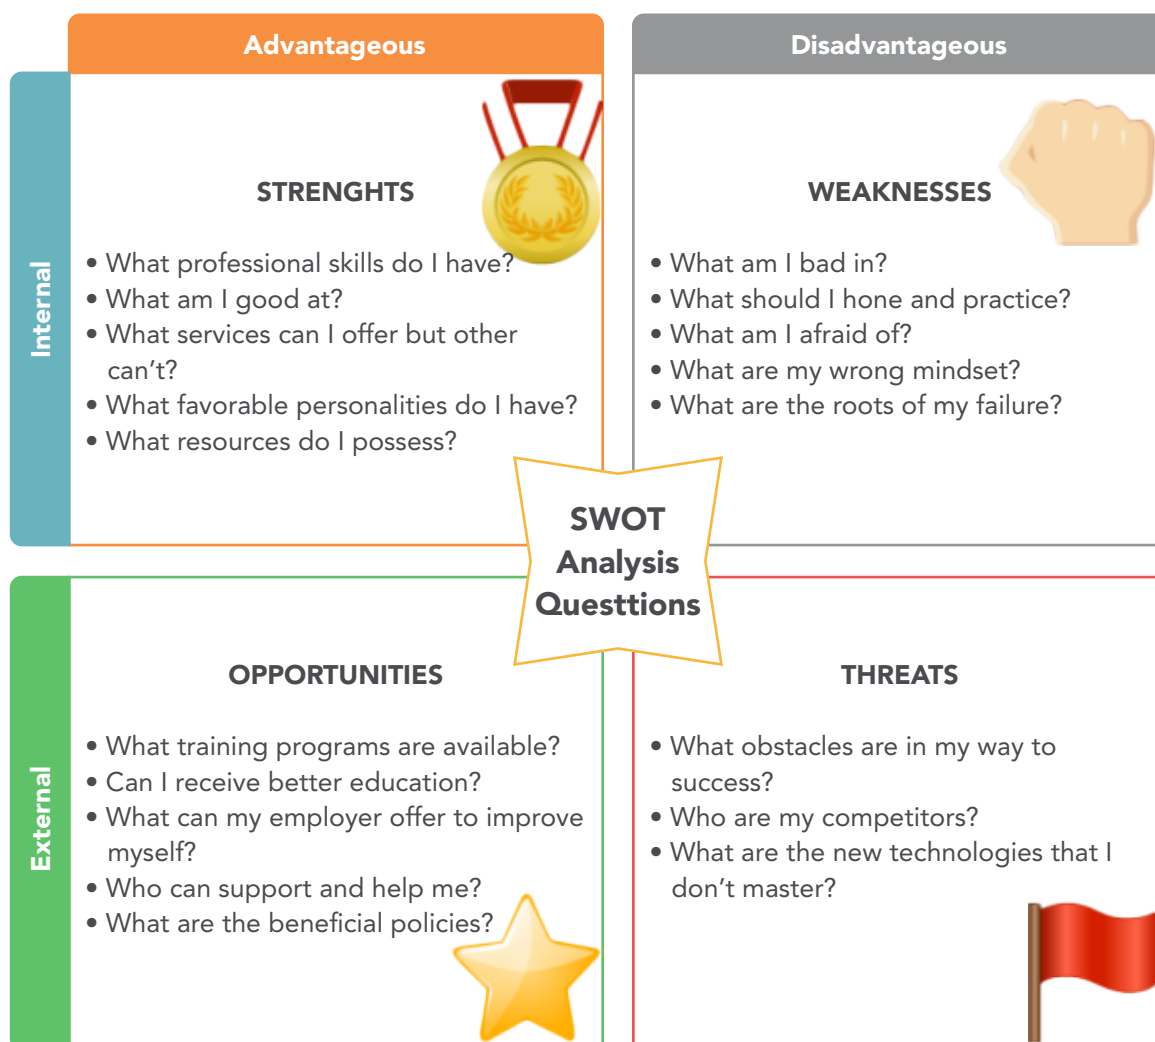 Advantageous
Disadvantageous
Internal
STRENGHTS
• What professional skills do I have?
• What am I good at?
• What services can I offer but other
can't?
• What favorable personalities do I have?
• What resources do I possess?
WEAKNESSES
• What am I bad in?
• What should I hone and practice?
• What am I afraid of?
• What are my wrong mindset?
• What are the roots of my failure?
SWOT
Analysis
Questtions
External
OPPORTUNITIES
• What training programs are available?
• Can I receive better education?
• What can my employer offer to improve
myself?
• Who can support and help me?
• What are the beneficial policies?
THREATS
• What obstacles are in my way to
success?
• Who are my competitors?
• What are the new technologies that I
don't master?